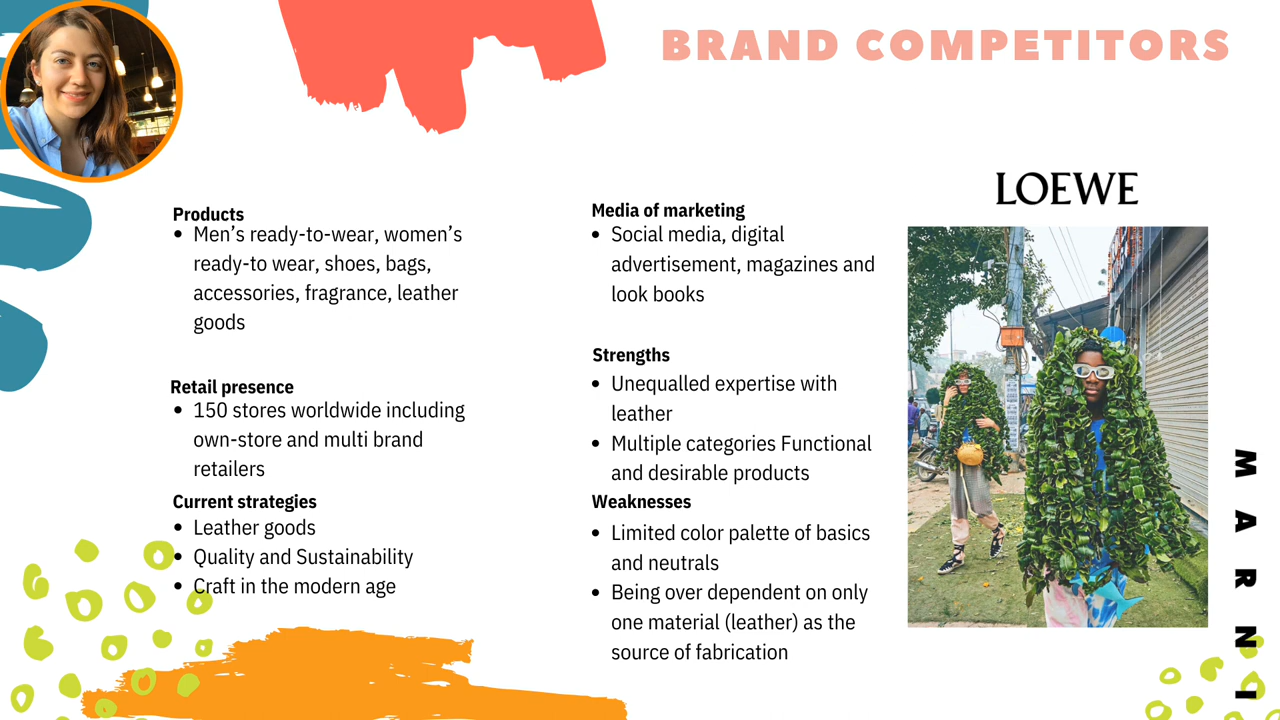 BRAND COMPETITORS
LOEWE
Products
• Men’s ready-to-wear, women’s
ready-to wear, shoes, bags,
accessories, fragrance, leather
goods
Retail presence
• 150 stores worldwide including
own-store and multi brand
retailers
Current strategies
• Leather goods
• Quality and Sustainability
• Craft in the modern age
Media of marketing
• Social media, digital
advertisement, magazines and
look books
Strengths
• Unequalled expertise with
leather
• Multiple categories Functional
and desirable products
Weaknesses
• Limited color palette of basics
and neutrals
• Being over dependent on only
one material (leather) as the
source of fabrication
MARNI